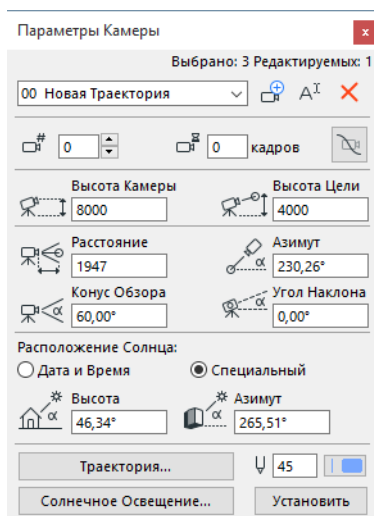 Параметры Камеры x
Выбрано: 3 Редактируемых: 1
00 Новая Траектория
# 0 0 кадров
Высота Камеры Высота Цели
8000 4000
Расстояние Азимут
1947 α 230,26°
Конус Обзора Угол Наклона
α 60,00° α 0,00°
Расположение Солнца:
Дата и Время Специальный
Высота Азимут
α 46,34° α 265,51°
Траектория... 45
Солнечное Освещение... Установить